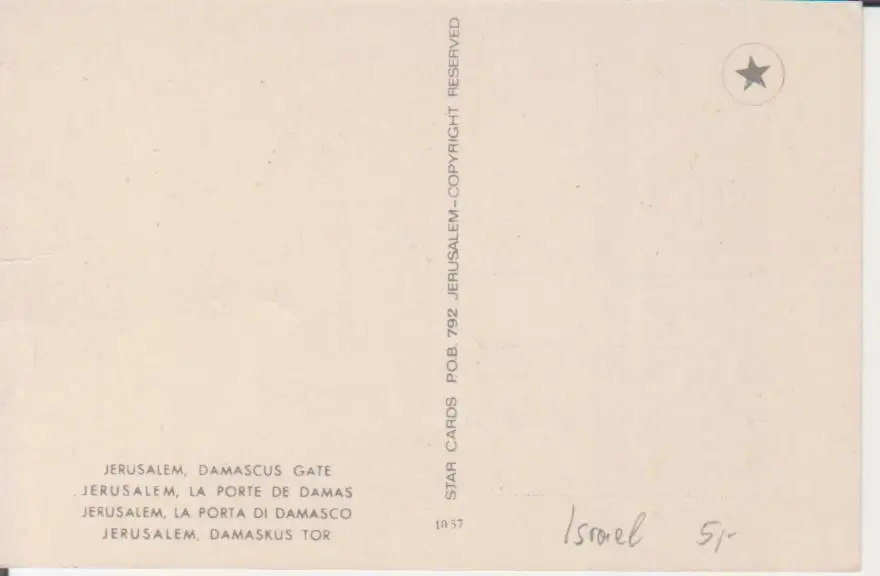 JERUSALEM, DAMASCUS GATE
JERUSALEM, LA PORTE DE DAMAS
JERUSALEM, LA PORTA DI DAMASCO
JERUSALEM, DAMASKUS TOR
STAR CARDS P.O.B. 792 JERUSALEM-COPYRIGHT RESERVED
1057
Israel 5,-